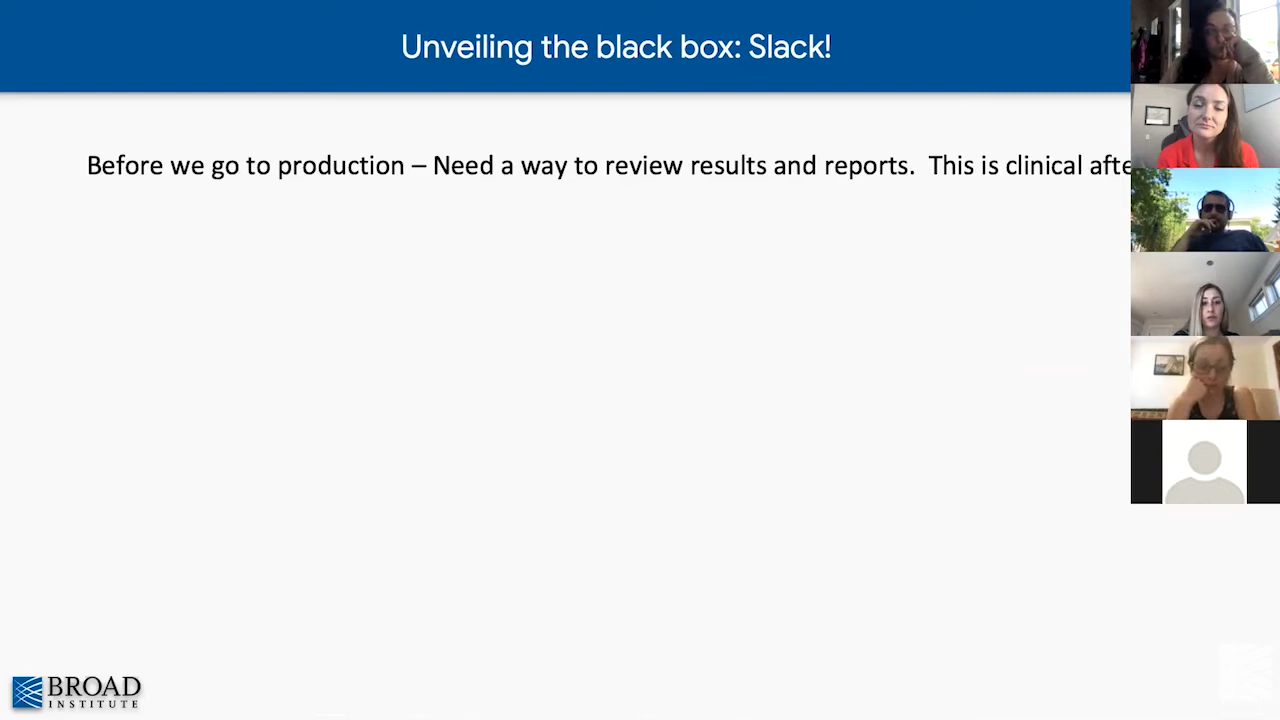 Unveiling the black box: Slack!
Before we go to production – Need a way to review results and reports.  This is clinical
BROAD
INSTITUTE